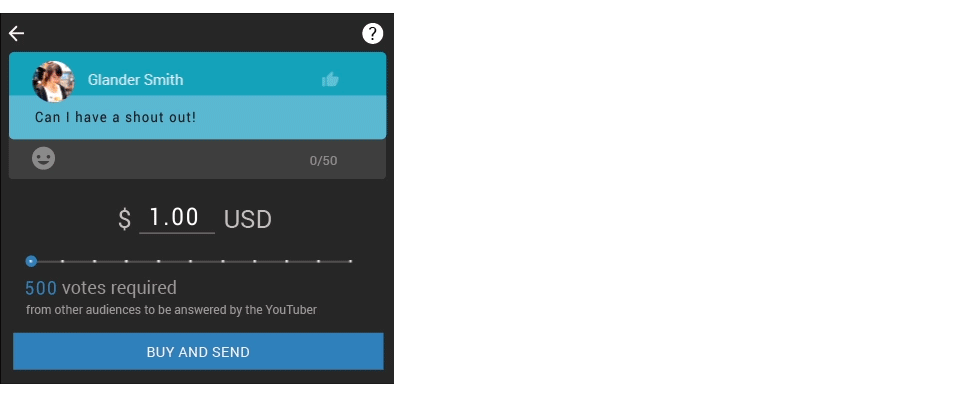 ?
Glander Smith
Can I have a shout out!
0/50
$ 1.00 USD
500 votes required
from other audiences to be answered by the YouTuber
BUY AND SEND